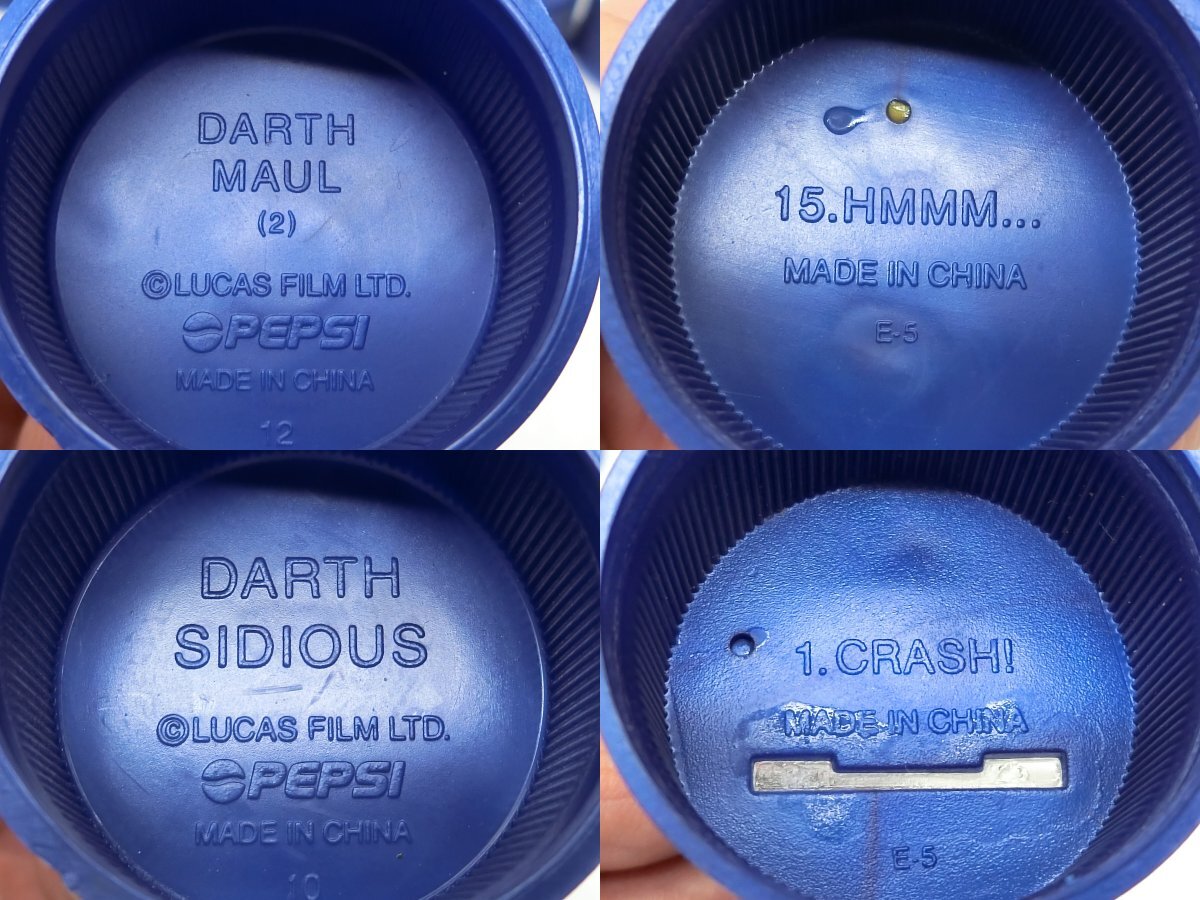 DARTH
MAUL
(2)
©LUCAS FILM LTD.
PEPSI
MADE IN CHINA
12
15.HMMM...
MADE IN CHINA
E-5
DARTH
SIDIOUS
©LUCAS FILM LTD.
PEPSI
MADE IN CHINA
10
1.CRASH!
MADE IN CHINA
E-5